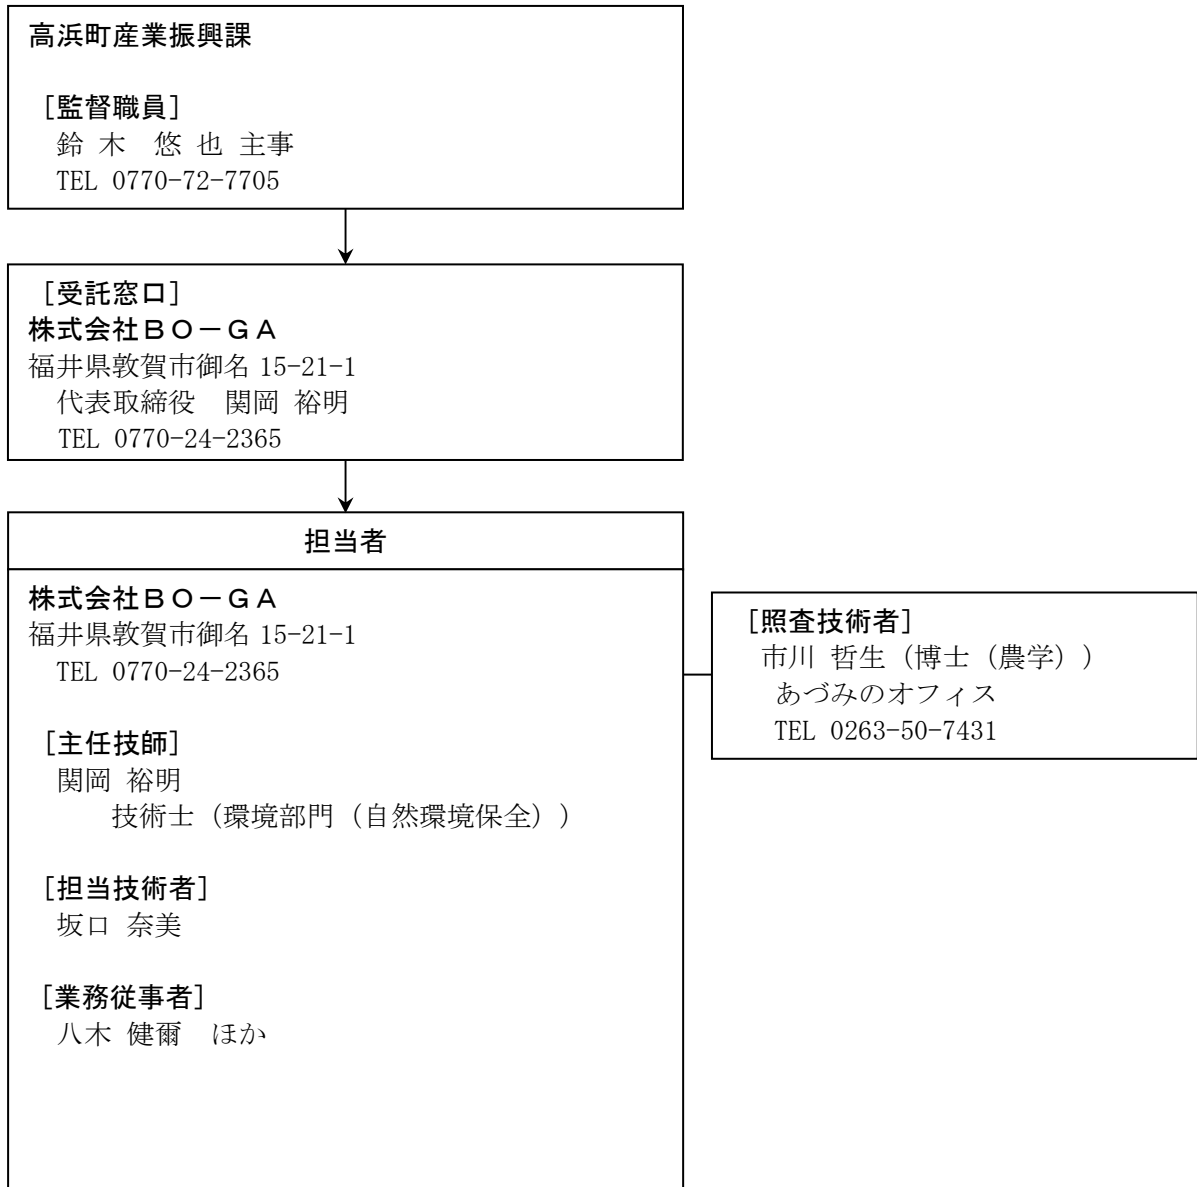 高浜町産業振興課
［監督職員］
鈴 木　悠 也 主事
TEL 0770-72-7705
［受託窓口］
株式会社ＢＯ－ＧＡ
福井県敦賀市御名 15-21-1
代表取締役　関岡 裕明
TEL 0770-24-2365
担当者
株式会社ＢＯ－ＧＡ
福井県敦賀市御名 15-21-1
TEL 0770-24-2365
［主任技師］
関岡 裕明
技術士（環境部門（自然環境保全））
［担当技術者］
坂口 奈美
［業務従事者］
八木 健爾　ほか
［照査技術者］
市川 哲生（博士（農学））
あづみのオフィス
TEL 0263-50-7431